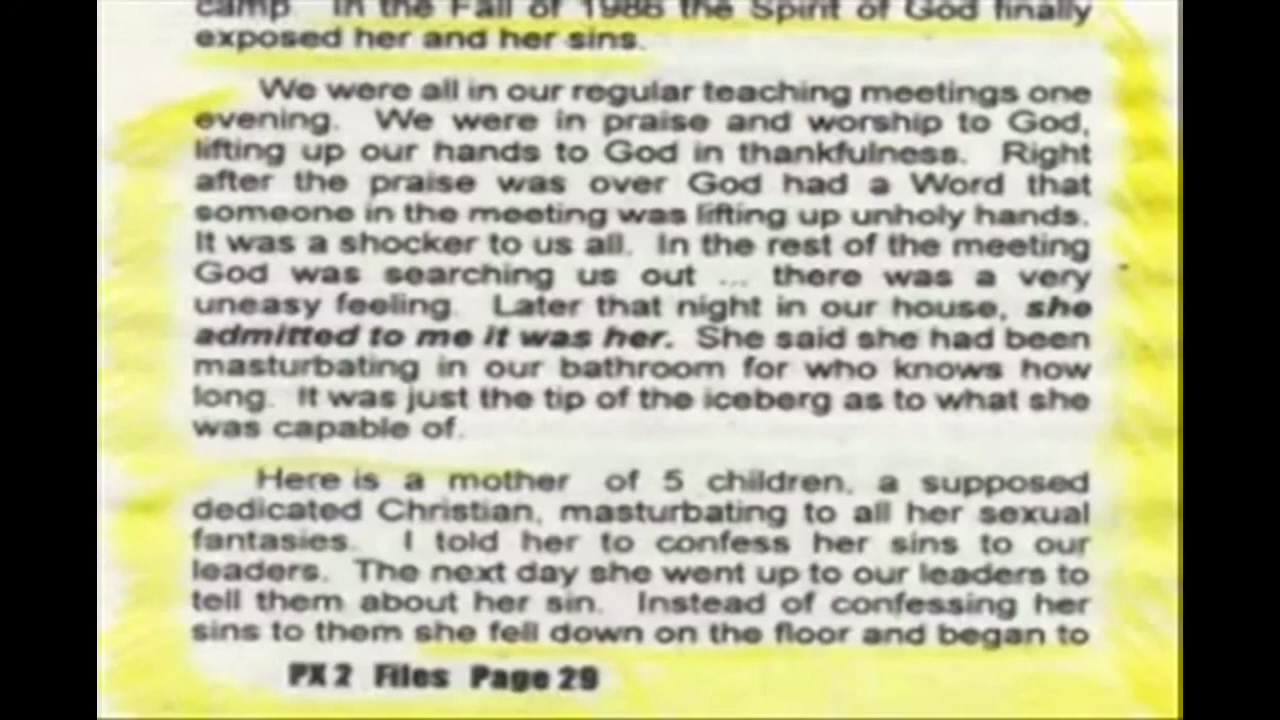 camp. In the Fall of 1986 the Spirit of God finally
exposed her and her sins.
We were all in our regular teaching meetings one
evening. We were in praise and worship to God,
lifting up our hands to God in thankfulness. Right
after the praise was over God had a Word that
someone in the meeting was lifting up unholy hands.
It was a shocker to us all. In the rest of the meeting
God was searching us out ... there was a very
uneasy feeling. Later that night in our house, she
admitted to me it was her. She said she had been
masturbating in our bathroom for who knows how
long. It was just the tip of the iceberg as to what she
was capable of.
Here is a mother of 5 children, a supposed
dedicated Christian, masturbating to all her sexual
fantasies. I told her to confess her sins to our
leaders. The next day she went up to our leaders to
tell them about her sin. Instead of confessing her
sins to them she fell down on the floor and began to
PX 2 Files Page 29